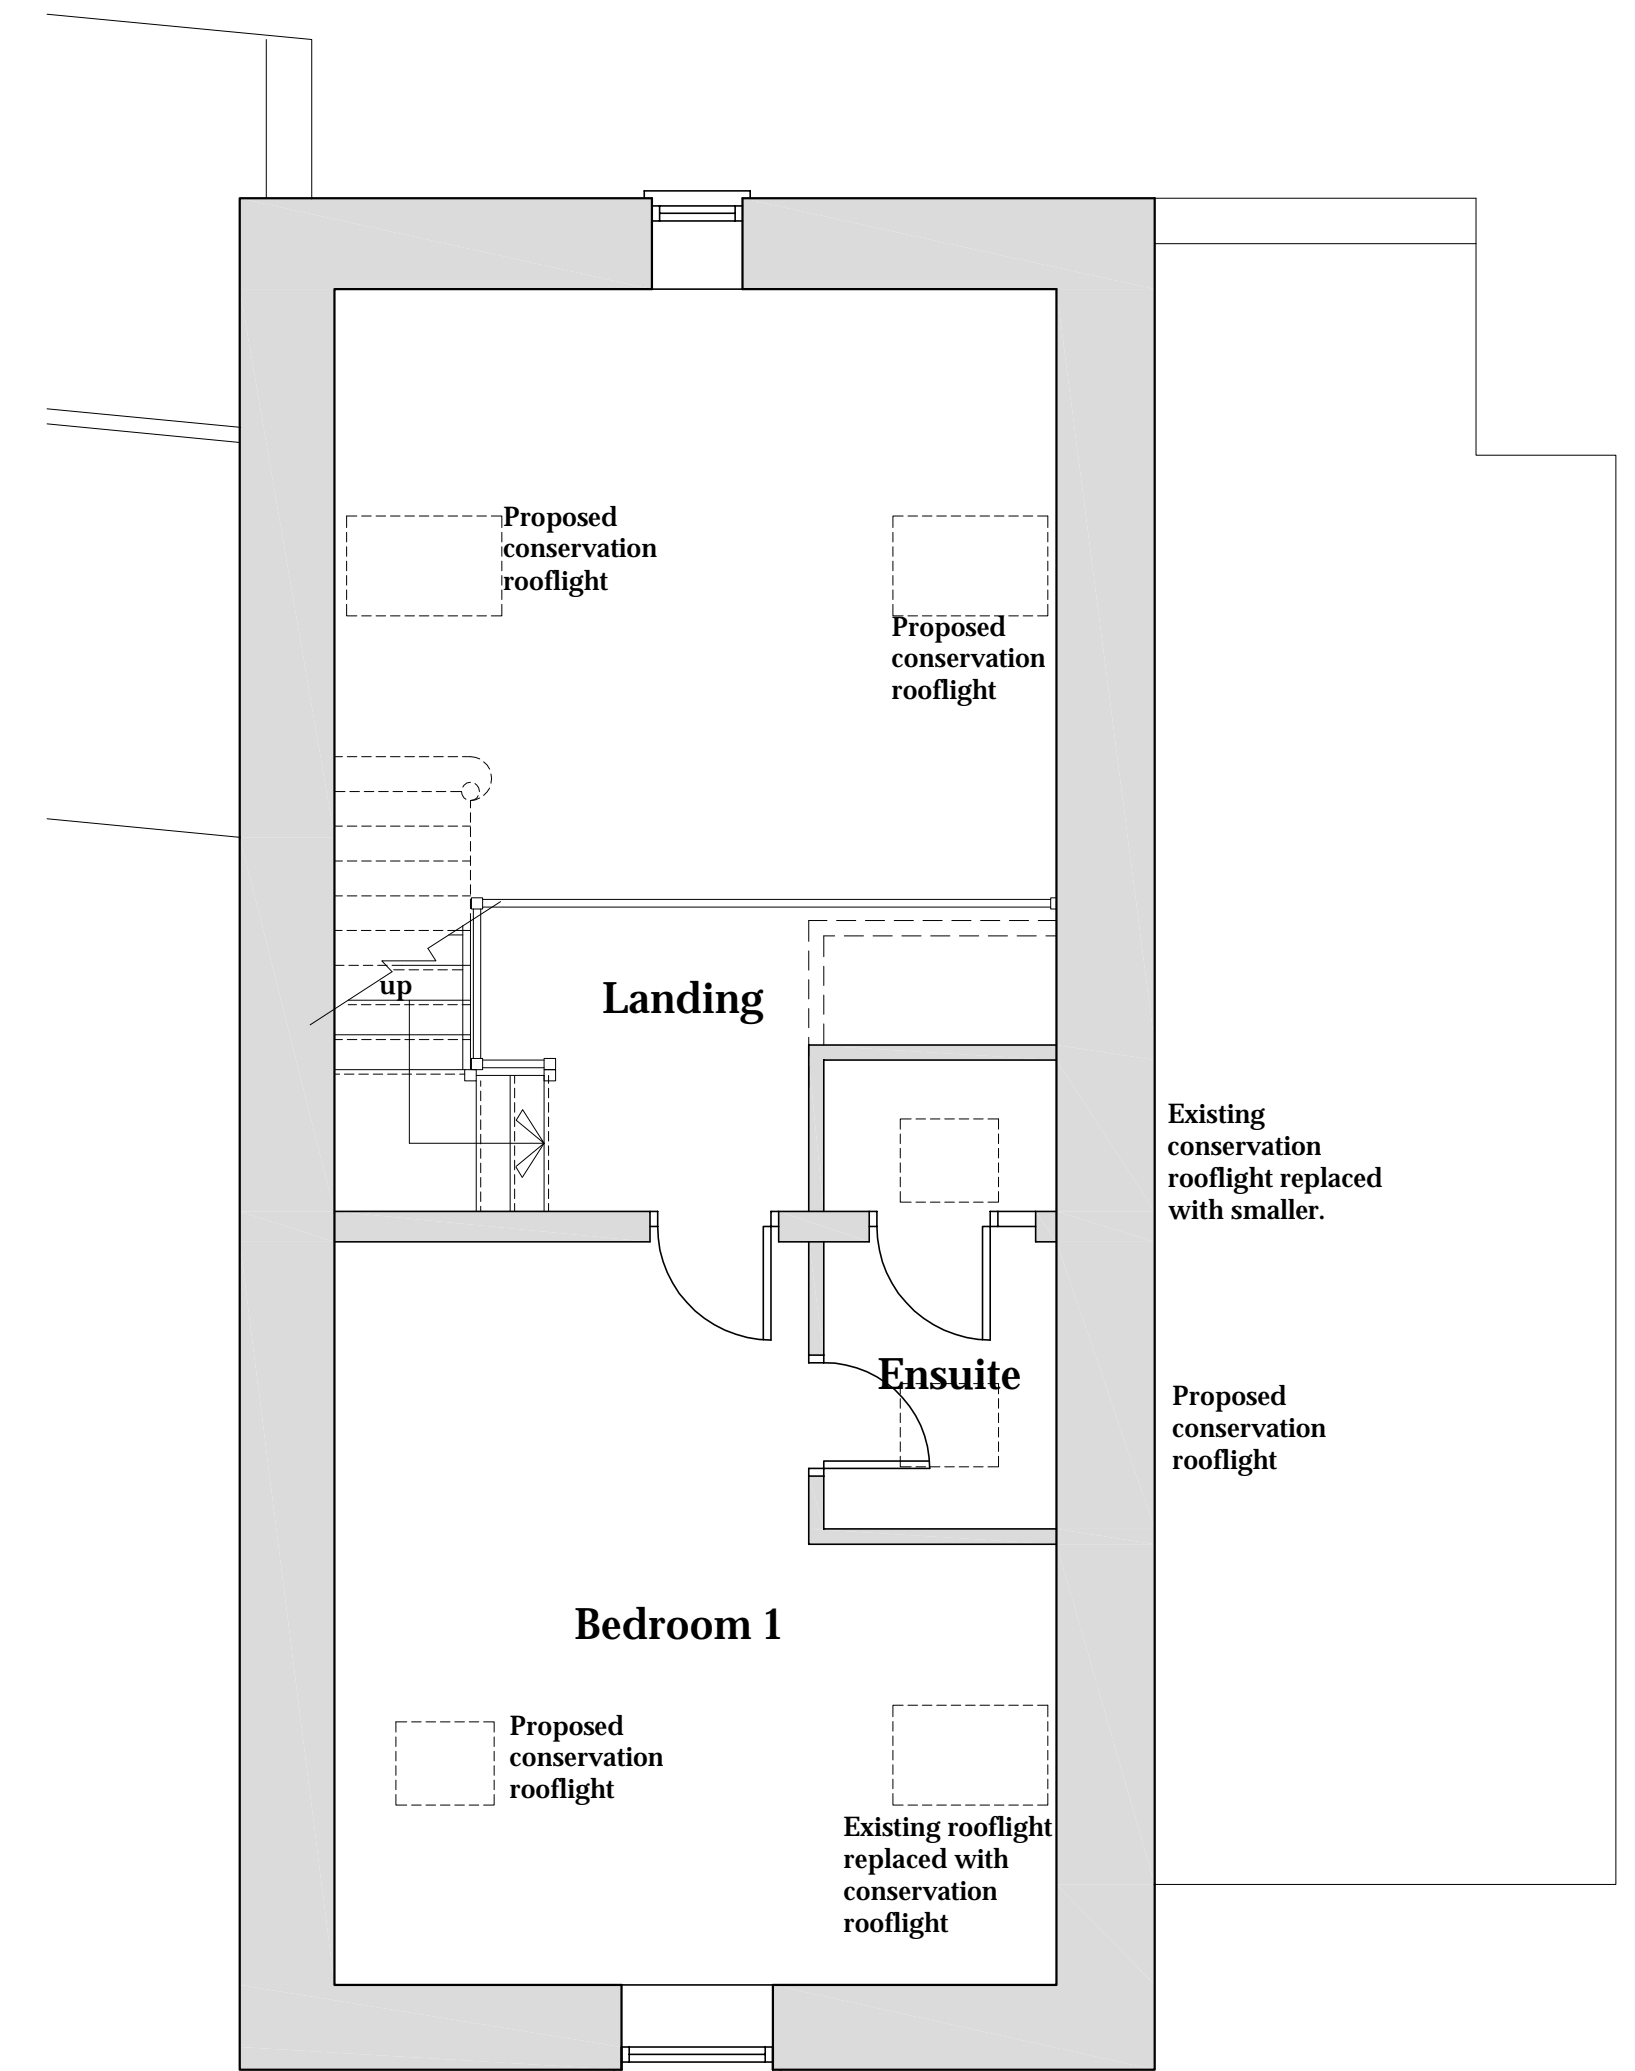 Proposed
conservation
rooflight
Proposed
conservation
rooflight
up
Landing
Existing
conservation
rooflight replaced
with smaller.
Ensuite
Proposed
conservation
rooflight
Bedroom 1
Proposed
conservation
rooflight
Existing rooflight
replaced with
conservation
rooflight